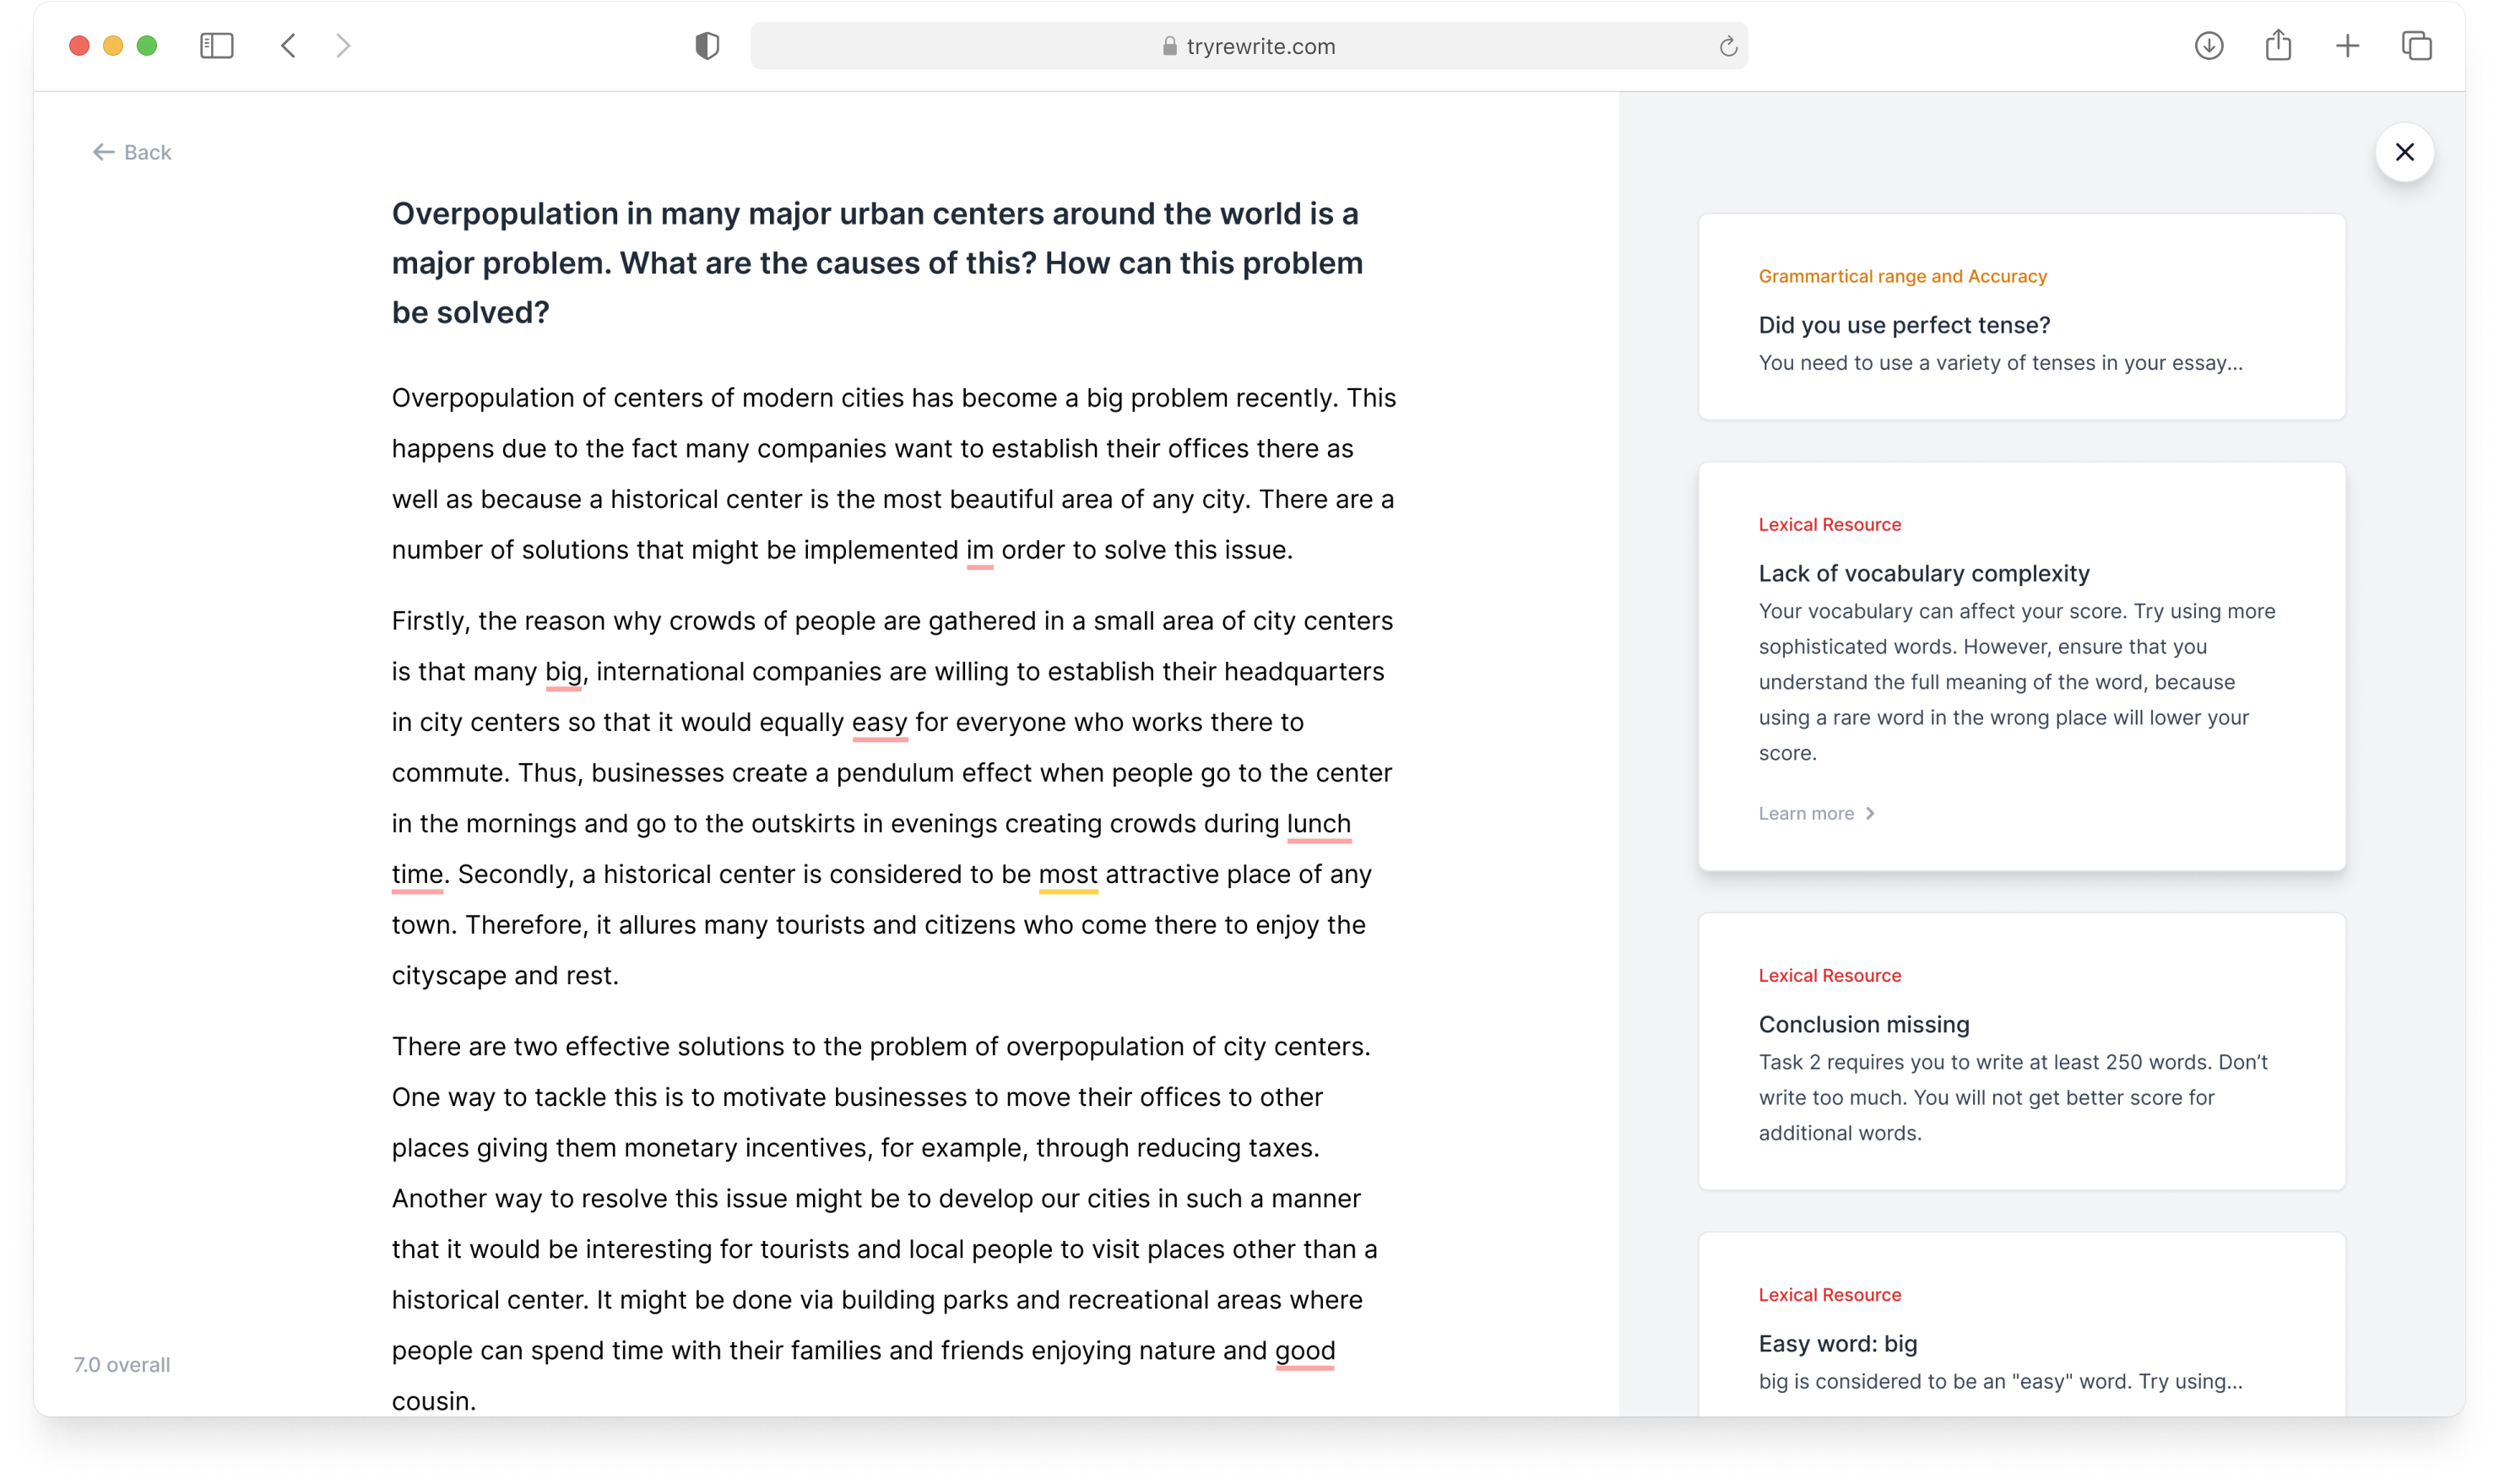 tryrewrite.com
Back
Overpopulation in many major urban centers around the world is a
major problem. What are the causes of this? How can this problem
be solved?
Overpopulation of centers of modern cities has become a big problem recently. This
happens due to the fact many companies want to establish their offices there as
well as because a historical center is the most beautiful area of any city. There are a
number of solutions that might be implemented im order to solve this issue.
Firstly, the reason why crowds of people are gathered in a small area of city centers
is that many big, international companies are willing to establish their headquarters
in city centers so that it would equally easy for everyone who works there to
commute. Thus, businesses create a pendulum effect when people go to the center
in the mornings and go to the outskirts in evenings creating crowds during lunch
time. Secondly, a historical center is considered to be most attractive place of any
town. Therefore, it allures many tourists and citizens who come there to enjoy the
cityscape and rest.
There are two effective solutions to the problem of overpopulation of city centers.
One way to tackle this is to motivate businesses to move their offices to other
places giving them monetary incentives, for example, through reducing taxes.
Another way to resolve this issue might be to develop our cities in such a manner
that it would be interesting for tourists and local people to visit places other than a
historical center. It might be done via building parks and recreational areas where
people can spend time with their families and friends enjoying nature and good
cousin.
7.0 overall
Grammartical range and Accuracy
Did you use perfect tense?
You need to use a variety of tenses in your essay...
Lexical Resource
Lack of vocabulary complexity
Your vocabulary can affect your score. Try using more
sophisticated words. However, ensure that you
understand the full meaning of the word, because
using a rare word in the wrong place will lower your
score.
Learn more
Lexical Resource
Conclusion missing
Task 2 requires you to write at least 250 words. Don’t
write too much. You will not get better score for
additional words.
Lexical Resource
Easy word: big
big is considered to be an "easy" word. Try using...